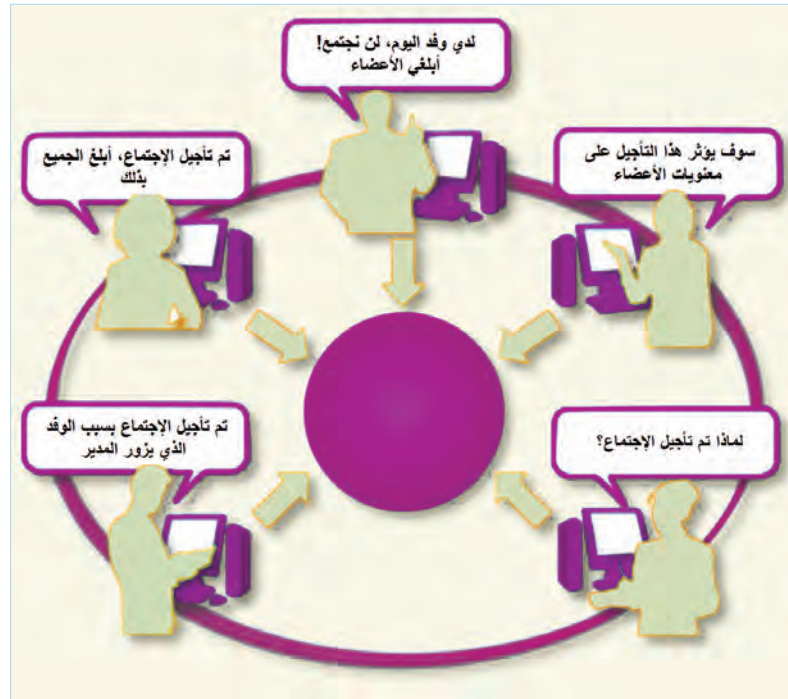 لدي وفد اليوم، لن نجتمع!
أبلغي الأعضاء
سوف يؤثر هذا التأجيل على
معنويات الأعضاء
تم تأجيل الإجتماع، أبلغ الجميع
بذلك
لماذا تم تأجيل الإجتماع؟
تم تأجيل الإجتماع بسبب الوفد
الذي يزور المدير